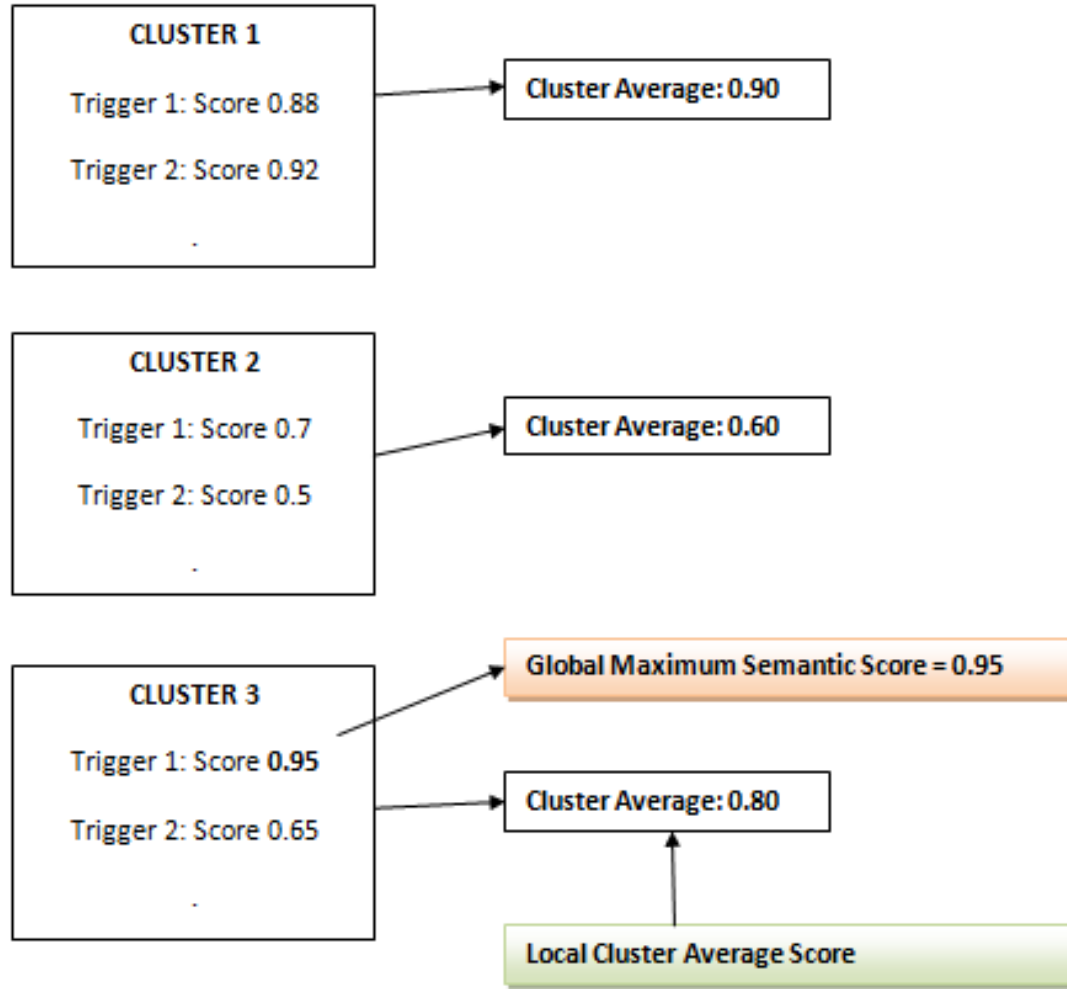 CLUSTER 1
Trigger 1: Score 0.88
Trigger 2: Score 0.92
.
Cluster Average: 0.90
CLUSTER 2
Trigger 1: Score 0.7
Trigger 2: Score 0.5
.
Cluster Average: 0.60
CLUSTER 3
Trigger 1: Score 0.95
Trigger 2: Score 0.65
.
Global Maximum Semantic Score = 0.95
Cluster Average: 0.80
Local Cluster Average Score